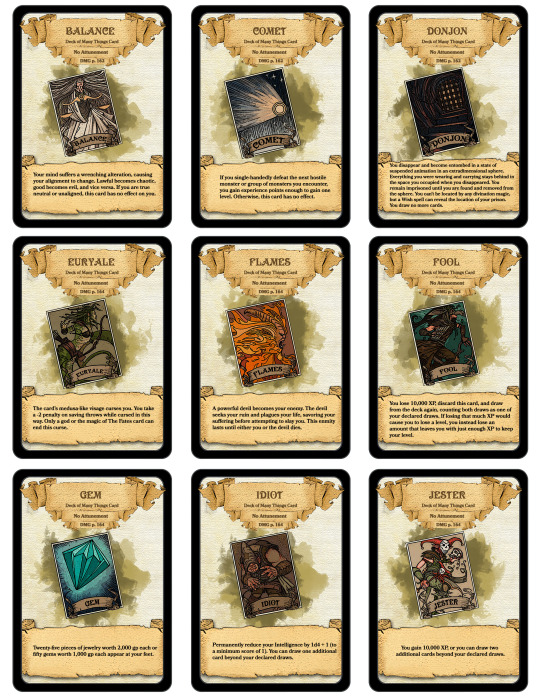 BALANCE
Deck of Many Things Card
No Attunement
DMG p. 162
BALANCE
Your mind suffers a wrenching alteration, causing
your alignment to change. Lawful becomes chaotic,
good becomes evil, and vice versa. If you are true
neutral or unaligned, this card has no effect on you.
COMET
Deck of Many Things Card
No Attunement
DMG p. 163
COMET
If you single-handedly defeat the next hostile
monster or group of monsters you encounter,
you gain experience points enough to gain one
level. Otherwise, this card has no effect.
DONJON
Deck of Many Things Card
No Attunement
DMG p. 163
DONJON
You disappear and become entombed in a state of
suspended animation in an extradimensional sphere.
Everything you were wearing and carrying stays behind in
the space you occupied when you disappeared. You
remain imprisoned until you are found and removed from
the sphere. You can't be located by any divination magic,
but a Wish spell can reveal the location of your prison.
You draw no more cards.
EURYALE
Deck of Many Things Card
No Attunement
DMG p. 164
EURYALE
The card's medusa-like visage curses you. You take
a -2 penalty on saving throws while cursed in this
way. Only a god or the magic of The Fates card can
end this curse.
FLAMES
Deck of Many Things Card
No Attunement
DMG p. 164
FLAMES
A powerful devil becomes your enemy. The devil
seeks your ruin and plagues your life, savoring your
suffering before attempting to slay you. This enmity
lasts until either you or the devil dies.
FOOL
Deck of Many Things Card
No Attunement
DMG p. 164
FOOL
You lose 10,000 XP, discard this card, and draw
from the deck again, counting both draws as one of
your declared draws. If losing that much XP would
cause you to lose a level, you instead lose an
amount that leaves you with just enough XP to keep
your level.
GEM
Deck of Many Things Card
No Attunement
DMG p. 164
GEM
Twenty-five pieces of jewelry worth 2,000 gp each or
fifty gems worth 1,000 gp each appear at your feet.
IDIOT
Deck of Many Things Card
No Attunement
DMG p. 164
IDIOT
Permanently reduce your Intelligence by 1d4 + 1 (to
a minimum score of 1). You can draw one additional
card beyond your declared draws.
JESTER
Deck of Many Things Card
No Attunement
DMG p. 164
JESTER
You gain 10,000 XP, or you can draw two
additional cards beyond your declared draws.